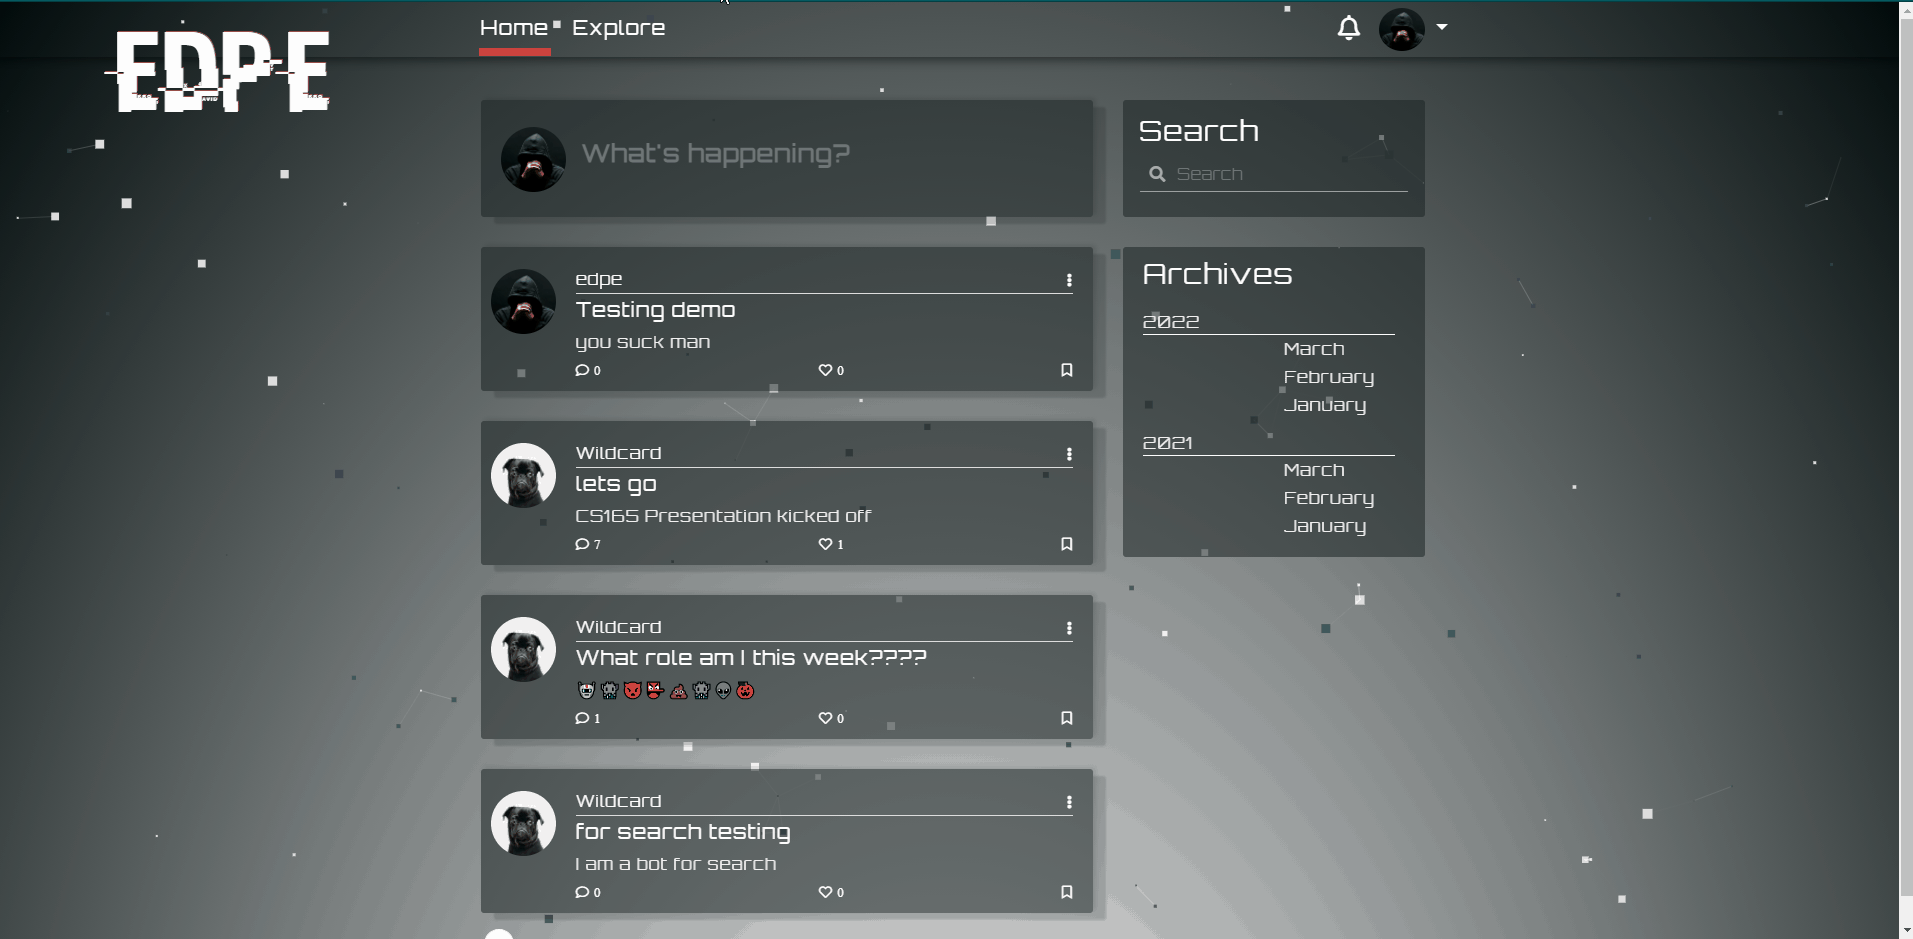 EDPE
Home
Explore
What's happening?
Search
Search
edpe
Testing demo
you suck man
0
0
Wildcard
lets go
CS165 Presentation kicked off
7
1
Wildcard
What role am I this week????
1
0
Wildcard
for search testing
I am a bot for search
0
0
Archives
2022
March
February
January
2021
March
February
January